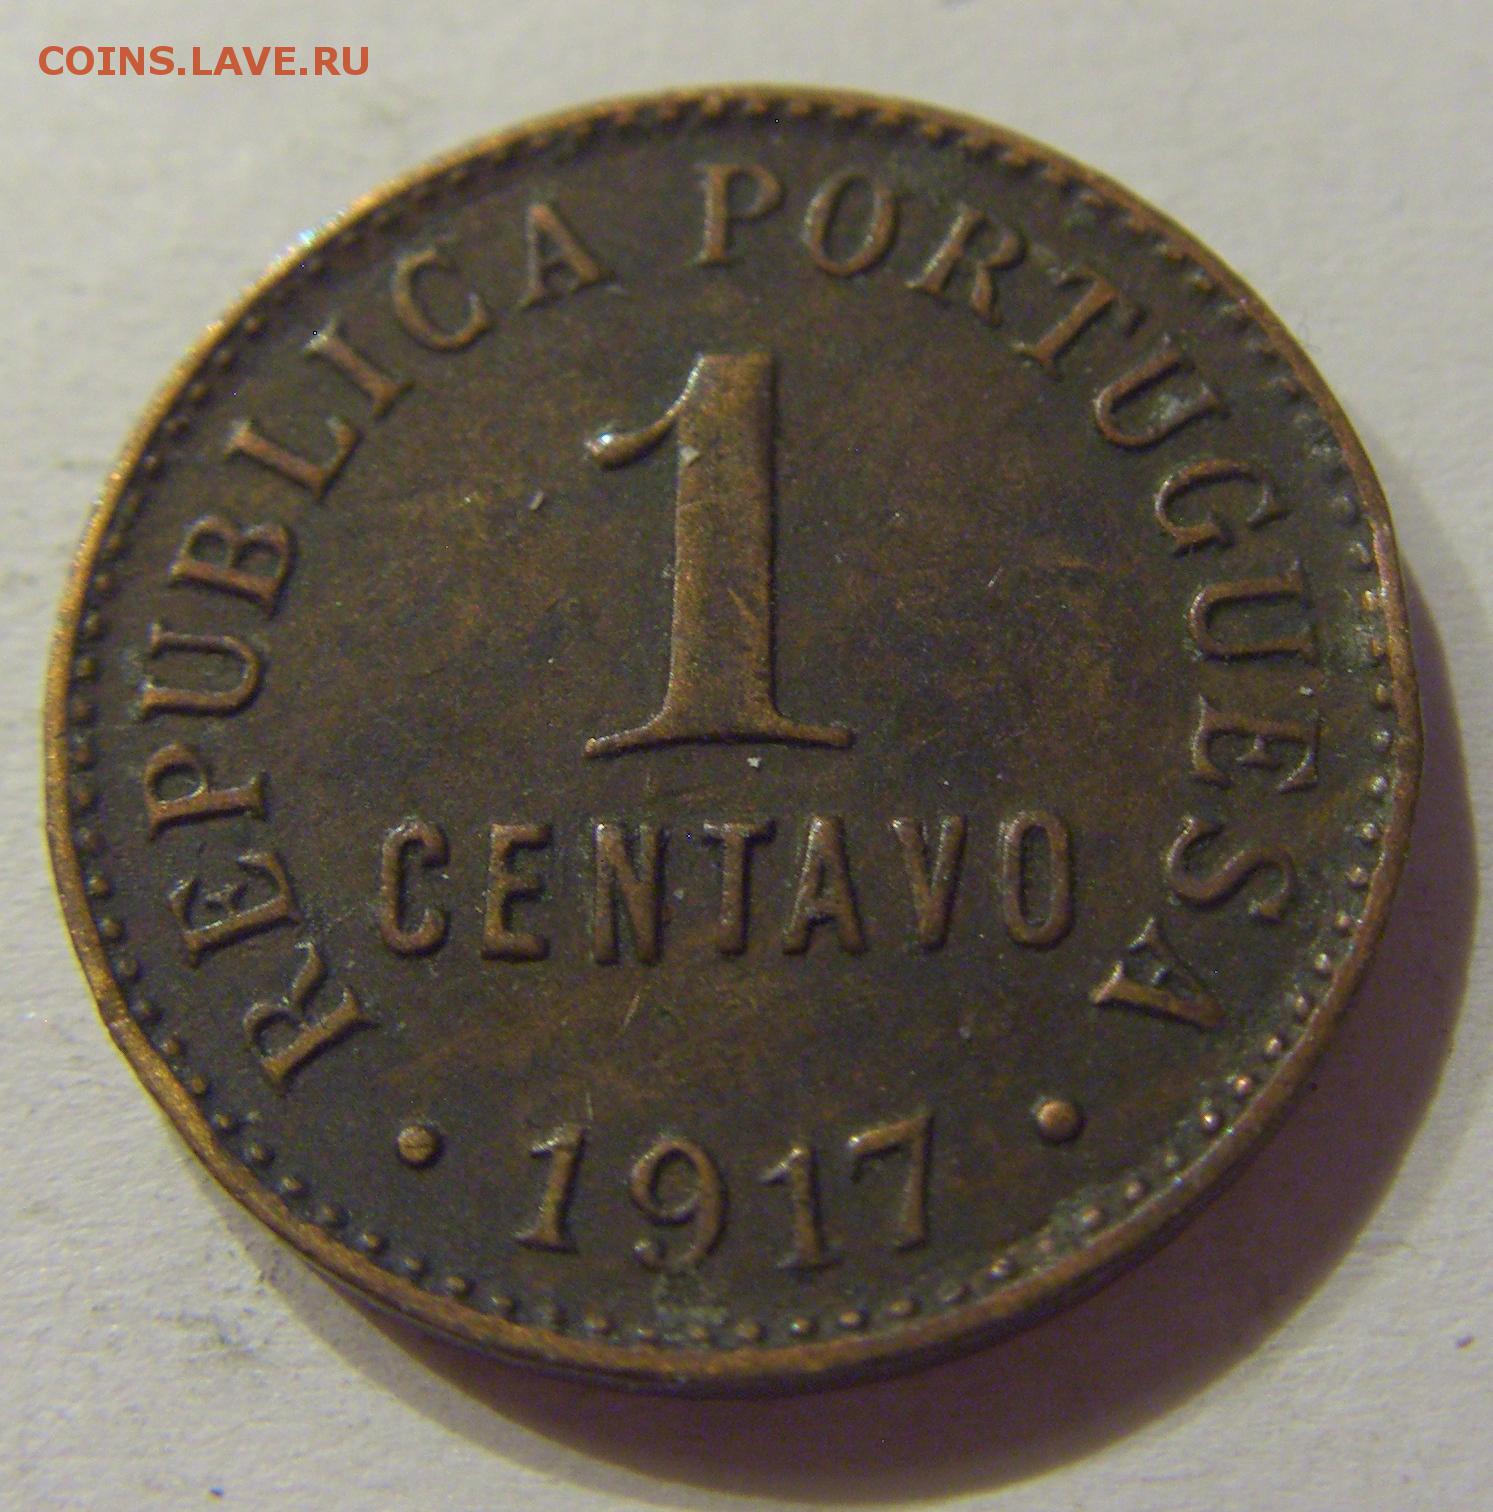 COINS.LAVE.RU
REPUBLICA PORTUGUESA
1
CENTAVO
• 1917 •